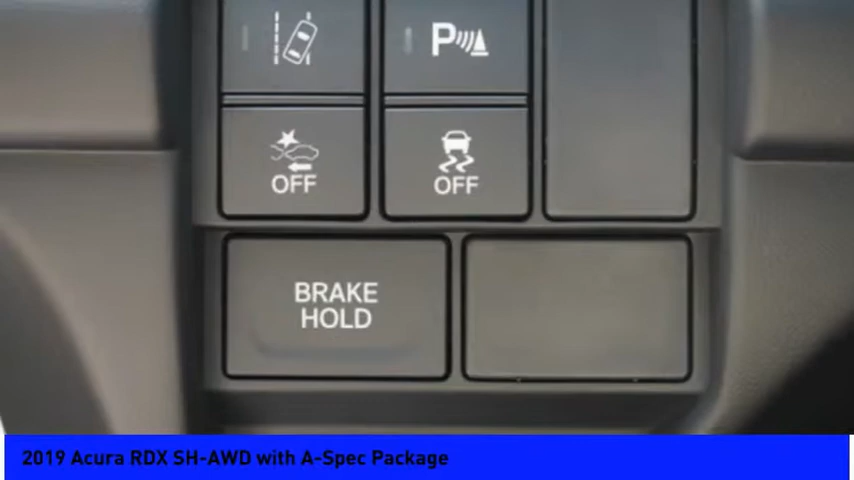 P
OFF
OFF
BRAKE
HOLD
2019 Acura RDX SH-AWD with A-Spec Package